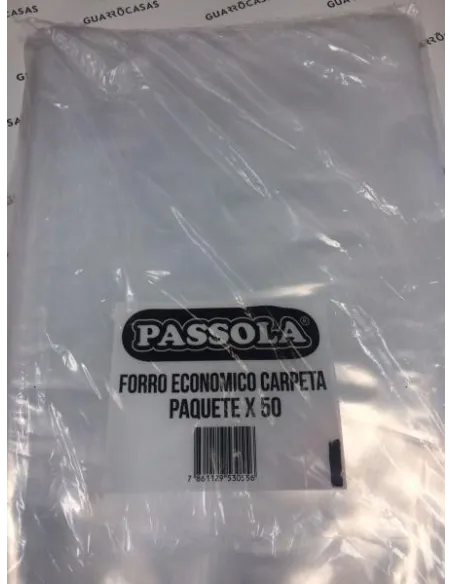 GUARROCASAS
GUARROCASAS
PASSOLA®
FORRO ECONOMICO CARPETA
PAQUETE X 50